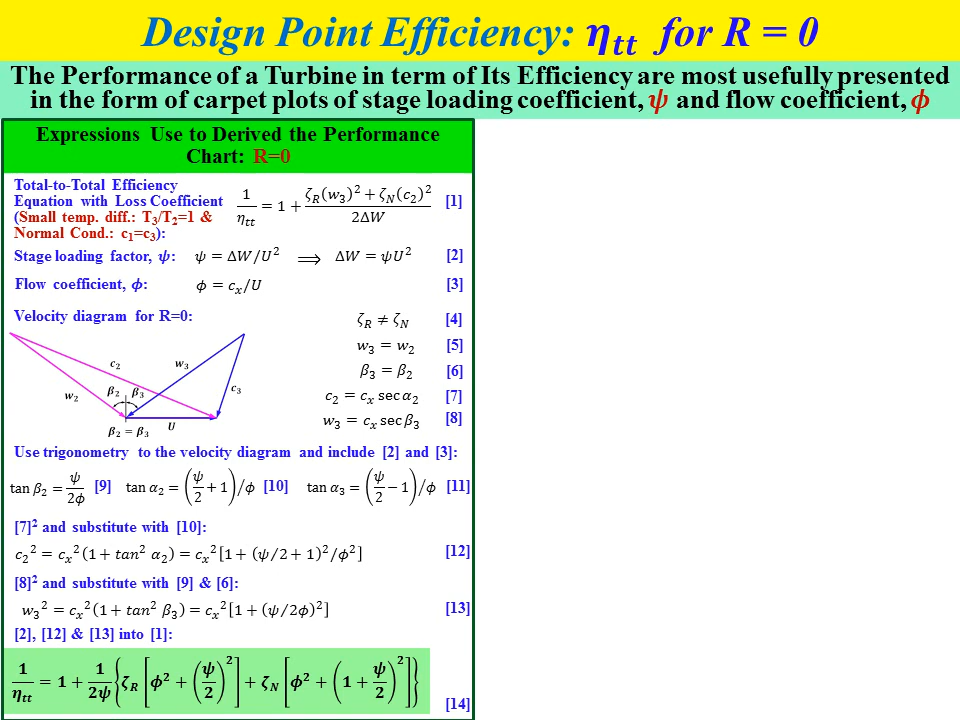 Design Point Efficiency: η_tt for R = 0
The Performance of a Turbine in term of Its Efficiency are most usefully presented
in the form of carpet plots of stage loading coefficient, ψ and flow coefficient, ϕ
Expressions Use to Derived the Performance
Chart: R=0
Total-to-Total Efficiency
Equation with Loss Coefficient
(Small temp. diff.: T₃/T₂=1 &
Normal Cond.: c₁=c₃):
1/η_tt = 1 + (ζ_R(w₃)² + ζ_N(c₂)²)/(2ΔW) [1]
Stage loading factor, ψ: ψ = ΔW/U² ⟹ ΔW = ψU² [2]
Flow coefficient, ϕ: ϕ = c_x/U [3]
Velocity diagram for R=0:
ζ_R ≠ ζ_N [4]
w₃ = w₂ [5]
β₃ = β₂ [6]
c₂ = c_x sec α₂ [7]
w₃ = c_x sec β₃ [8]
c₂ w₃
w₂ β₂ β₃ c₃
U
β₂ = β₃
Use trigonometry to the velocity diagram and include [2] and [3]:
tan β₂ = ψ/2ϕ [9] tan α₂ = (ψ/2 + 1)/ϕ [10] tan α₃ = (ψ/2 − 1)/ϕ [11]
[7]² and substitute with [10]:
c₂² = c_x²(1 + tan² α₂) = c_x²[1 + (ψ/2 + 1)²/ϕ²] [12]
[8]² and substitute with [9] & [6]:
w₃² = c_x²(1 + tan² β₃) = c_x²[1 + (ψ/2ϕ)²] [13]
[2], [12] & [13] into [1]:
1/η_tt = 1 + 1/2ψ {ζ_R [ϕ² + (ψ/2)²] + ζ_N [ϕ² + (1 + ψ/2)²]} [14]